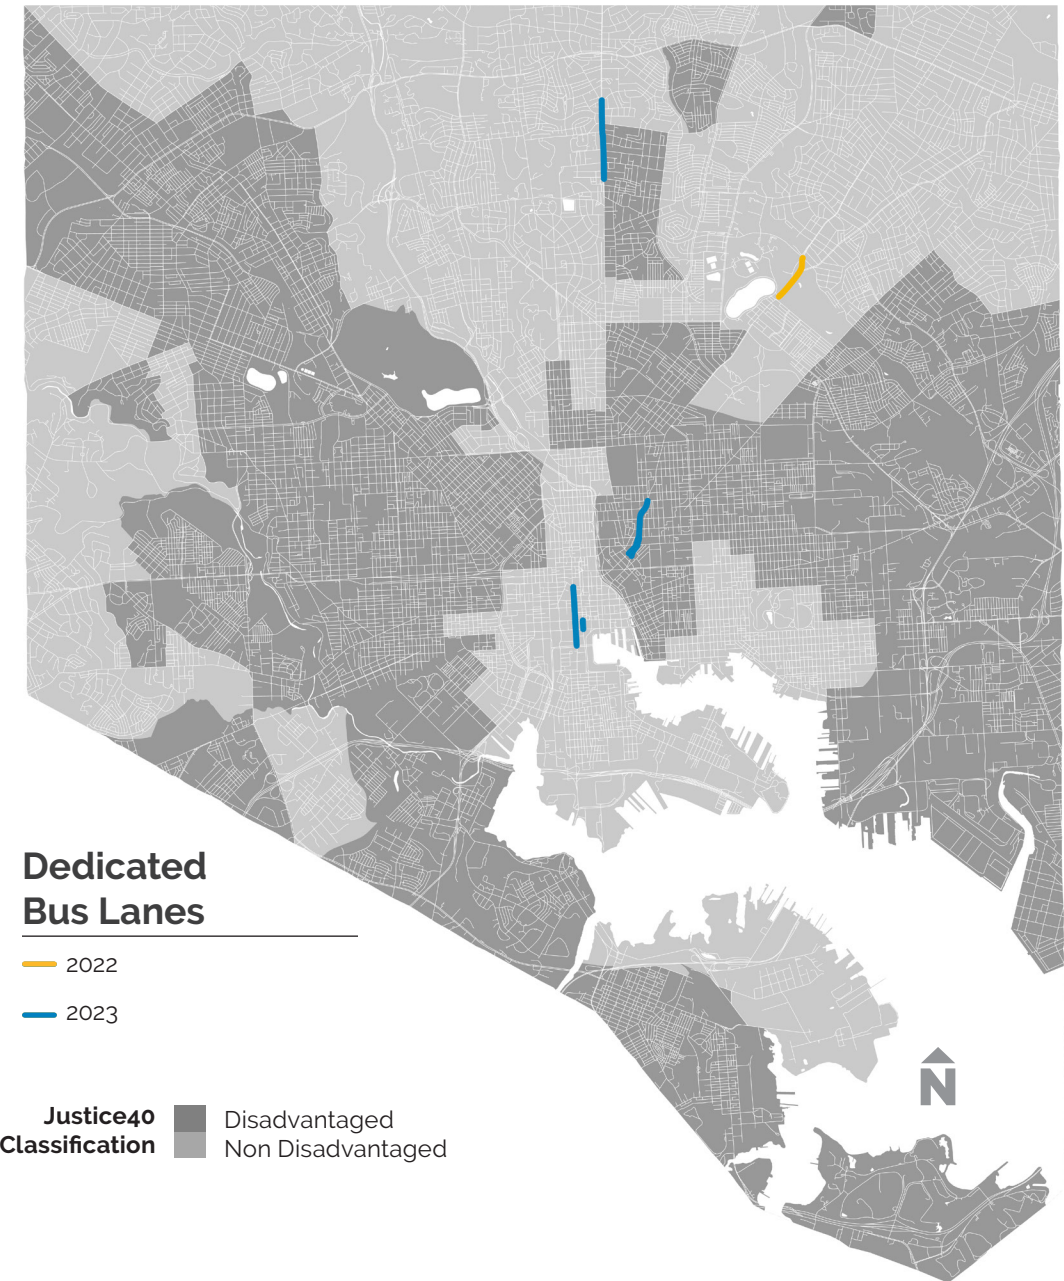 Dedicated
Bus Lanes
2022
2023
Justice40
Classification
Disadvantaged
Non Disadvantaged
N